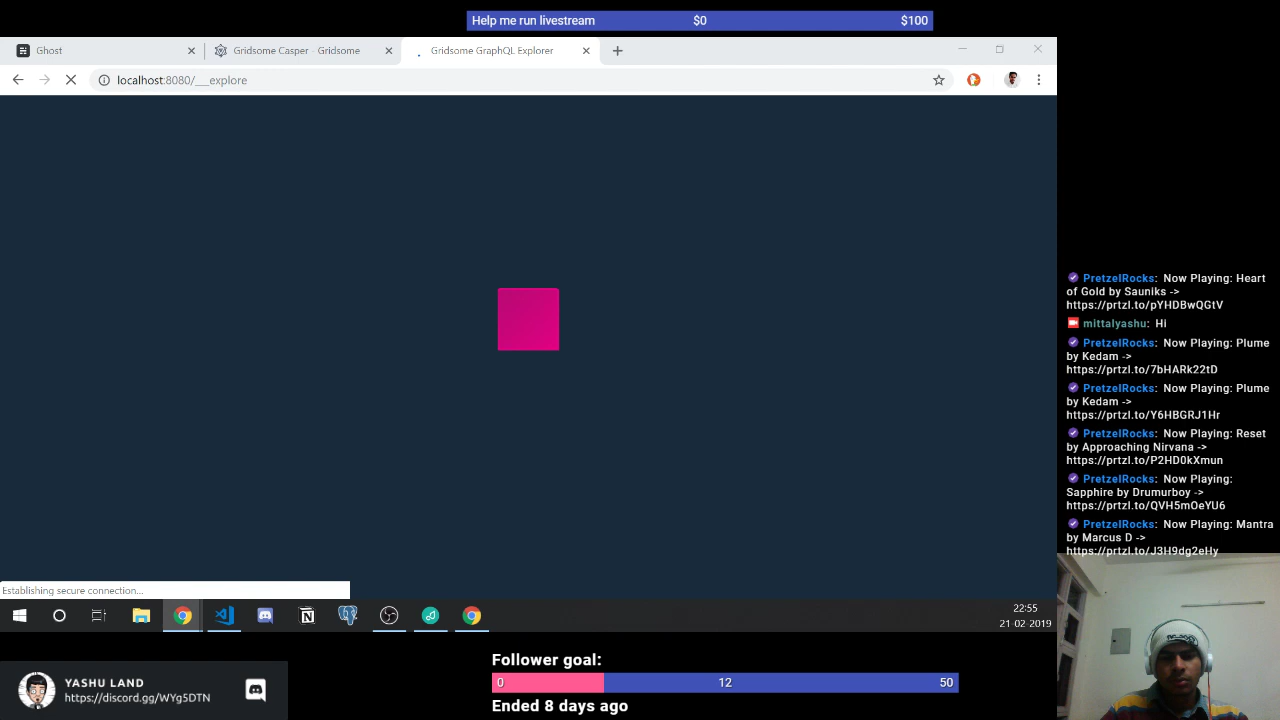 Help me run livestream $0 $100
Ghost
Gridsome Casper - Gridsome
Gridsome GraphQL Explorer
localhost:8080/___explore
PretzelRocks: Now Playing: Heart
of Gold by Sauniks ->
https://prtzl.to/pYHDBwQGtV
mittalyashu: Hi
PretzelRocks: Now Playing: Plume
by Kedam ->
https://prtzl.to/7bHARk22tD
PretzelRocks: Now Playing: Plume
by Kedam ->
https://prtzl.to/Y6HBGRJ1Hr
PretzelRocks: Now Playing: Reset
by Approaching Nirvana ->
https://prtzl.to/P2HD0kXmun
PretzelRocks: Now Playing:
Sapphire by Drumurboy ->
https://prtzl.to/QVH5mOeYU6
PretzelRocks: Now Playing: Mantra
by Marcus D ->
https://prtzl.to/J3H9dg2eHy
Establishing secure connection...
22:55
21-02-2019
YASHU LAND
https://discord.gg/WYg5DTN
Follower goal:
0 12 50
Ended 8 days ago